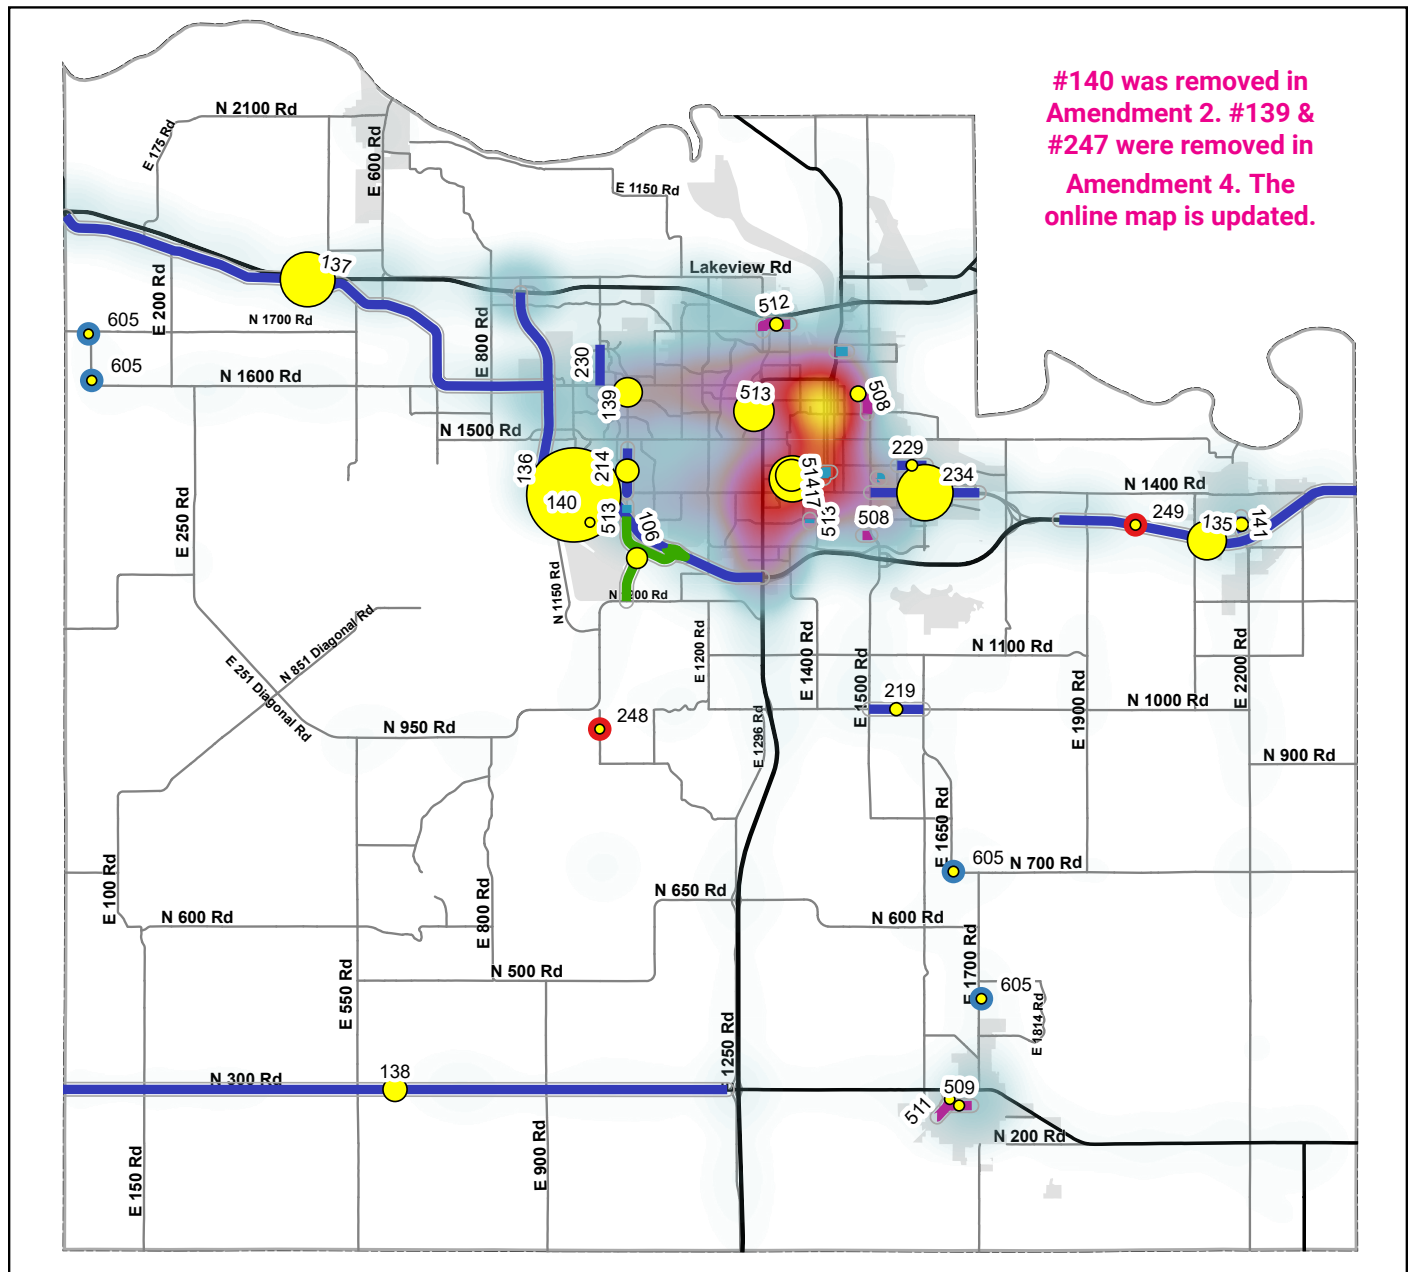 #140 was removed in
Amendment 2. #139 &
#247 were removed in
Amendment 4. The
online map is updated.
N 2100 Rd
E 175 Rd
E 600 Rd
E 1150 Rd
Lakeview Rd
137
E 200 Rd
N 1700 Rd
605
605
N 1600 Rd
E 800 Rd
512
230
139
513
508
N 1500 Rd
136
140
214
513
106
514
17
513
229
234
508
N 1400 Rd
249
135
141
E 250 Rd
N 1150 Rd
E 1200 Rd
E 1400 Rd
E 1500 Rd
N 1100 Rd
E 1900 Rd
E 2200 Rd
N 851 Diagonal Rd
E 251 Diagonal Rd
219
N 1000 Rd
N 950 Rd
248
E 1296 Rd
N 900 Rd
E 1650 Rd
605
N 700 Rd
E 100 Rd
N 600 Rd
E 800 Rd
N 650 Rd
N 600 Rd
E 1700 Rd
N 500 Rd
E 550 Rd
605
E 1814 Rd
E 1250 Rd
N 300 Rd
138
509
511
N 200 Rd
E 150 Rd
E 900 Rd